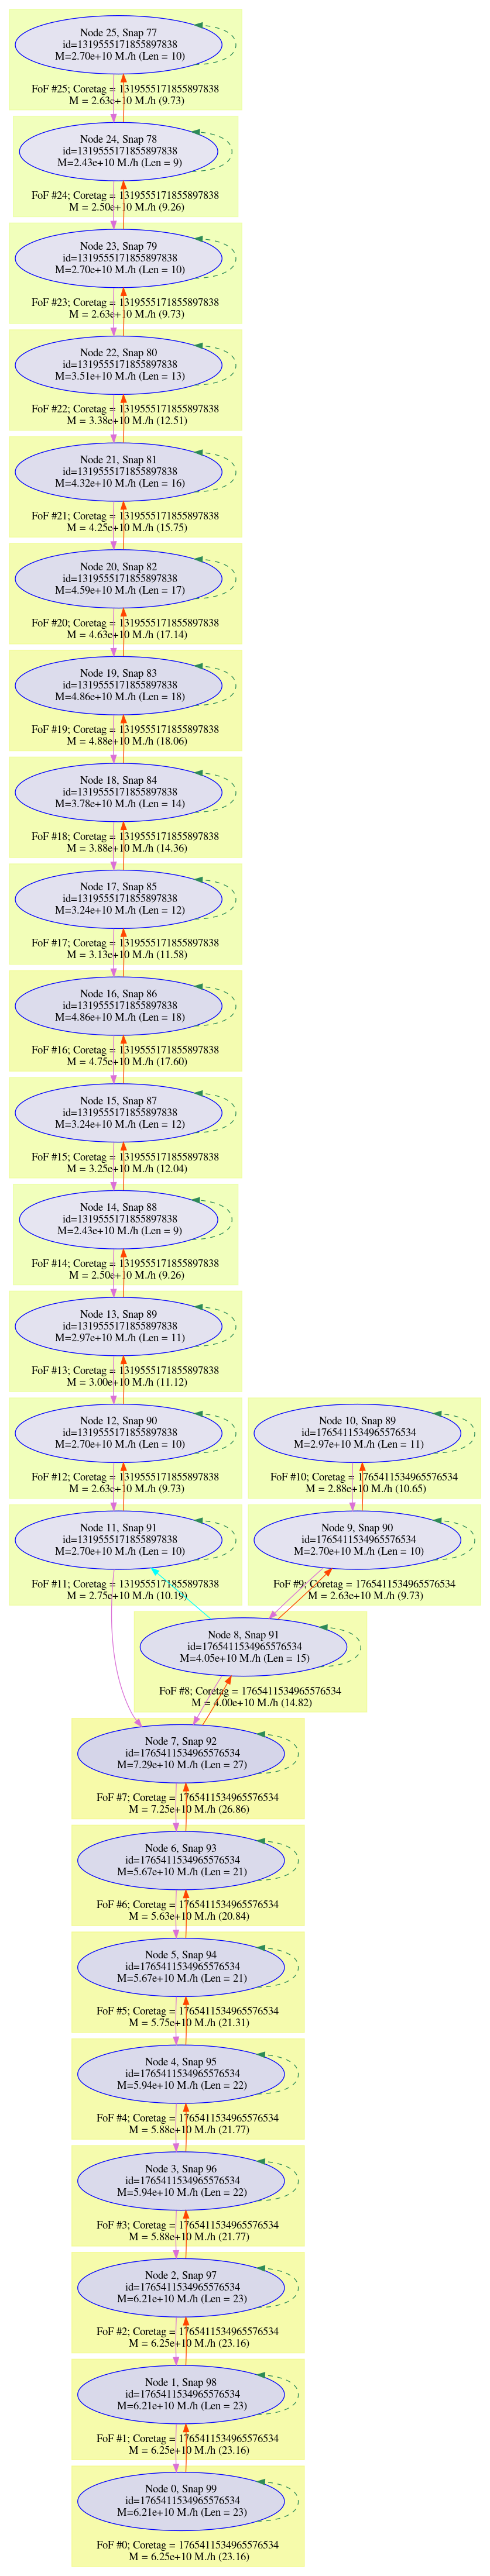 Node 25, Snap 77
id=1319555171855897838
M=2.70e+10 M./h (Len = 10)
FoF #25; Coretag = 1319555171855897838
M = 2.63e+10 M./h (9.73)
Node 24, Snap 78
id=1319555171855897838
M=2.43e+10 M./h (Len = 9)
FoF #24; Coretag = 1319555171855897838
M = 2.50e+10 M./h (9.26)
Node 23, Snap 79
id=1319555171855897838
M=2.70e+10 M./h (Len = 10)
FoF #23; Coretag = 1319555171855897838
M = 2.63e+10 M./h (9.73)
Node 22, Snap 80
id=1319555171855897838
M=3.51e+10 M./h (Len = 13)
FoF #22; Coretag = 1319555171855897838
M = 3.38e+10 M./h (12.51)
Node 21, Snap 81
id=1319555171855897838
M=4.32e+10 M./h (Len = 16)
FoF #21; Coretag = 1319555171855897838
M = 4.25e+10 M./h (15.75)
Node 20, Snap 82
id=1319555171855897838
M=4.59e+10 M./h (Len = 17)
FoF #20; Coretag = 1319555171855897838
M = 4.63e+10 M./h (17.14)
Node 19, Snap 83
id=1319555171855897838
M=4.86e+10 M./h (Len = 18)
FoF #19; Coretag = 1319555171855897838
M = 4.88e+10 M./h (18.06)
Node 18, Snap 84
id=1319555171855897838
M=3.78e+10 M./h (Len = 14)
FoF #18; Coretag = 1319555171855897838
M = 3.88e+10 M./h (14.36)
Node 17, Snap 85
id=1319555171855897838
M=3.24e+10 M./h (Len = 12)
FoF #17; Coretag = 1319555171855897838
M = 3.13e+10 M./h (11.58)
Node 16, Snap 86
id=1319555171855897838
M=4.86e+10 M./h (Len = 18)
FoF #16; Coretag = 1319555171855897838
M = 4.75e+10 M./h (17.60)
Node 15, Snap 87
id=1319555171855897838
M=3.24e+10 M./h (Len = 12)
FoF #15; Coretag = 1319555171855897838
M = 3.25e+10 M./h (12.04)
Node 14, Snap 88
id=1319555171855897838
M=2.43e+10 M./h (Len = 9)
FoF #14; Coretag = 1319555171855897838
M = 2.50e+10 M./h (9.26)
Node 13, Snap 89
id=1319555171855897838
M=2.97e+10 M./h (Len = 11)
FoF #13; Coretag = 1319555171855897838
M = 3.00e+10 M./h (11.12)
Node 12, Snap 90
id=1319555171855897838
M=2.70e+10 M./h (Len = 10)
FoF #12; Coretag = 1319555171855897838
M = 2.63e+10 M./h (9.73)
Node 10, Snap 89
id=1765411534965576534
M=2.97e+10 M./h (Len = 11)
FoF #10; Coretag = 1765411534965576534
M = 2.88e+10 M./h (10.65)
Node 11, Snap 91
id=1319555171855897838
M=2.70e+10 M./h (Len = 10)
FoF #11; Coretag = 1319555171855897838
M = 2.75e+10 M./h (10.19)
Node 9, Snap 90
id=1765411534965576534
M=2.70e+10 M./h (Len = 10)
FoF #9; Coretag = 1765411534965576534
M = 2.63e+10 M./h (9.73)
Node 8, Snap 91
id=1765411534965576534
M=4.05e+10 M./h (Len = 15)
FoF #8; Coretag = 1765411534965576534
M = 4.00e+10 M./h (14.82)
Node 7, Snap 92
id=1765411534965576534
M=7.29e+10 M./h (Len = 27)
FoF #7; Coretag = 1765411534965576534
M = 7.25e+10 M./h (26.86)
Node 6, Snap 93
id=1765411534965576534
M=5.67e+10 M./h (Len = 21)
FoF #6; Coretag = 1765411534965576534
M = 5.63e+10 M./h (20.84)
Node 5, Snap 94
id=1765411534965576534
M=5.67e+10 M./h (Len = 21)
FoF #5; Coretag = 1765411534965576534
M = 5.75e+10 M./h (21.31)
Node 4, Snap 95
id=1765411534965576534
M=5.94e+10 M./h (Len = 22)
FoF #4; Coretag = 1765411534965576534
M = 5.88e+10 M./h (21.77)
Node 3, Snap 96
id=1765411534965576534
M=5.94e+10 M./h (Len = 22)
FoF #3; Coretag = 1765411534965576534
M = 5.88e+10 M./h (21.77)
Node 2, Snap 97
id=1765411534965576534
M=6.21e+10 M./h (Len = 23)
FoF #2; Coretag = 1765411534965576534
M = 6.25e+10 M./h (23.16)
Node 1, Snap 98
id=1765411534965576534
M=6.21e+10 M./h (Len = 23)
FoF #1; Coretag = 1765411534965576534
M = 6.25e+10 M./h (23.16)
Node 0, Snap 99
id=1765411534965576534
M=6.21e+10 M./h (Len = 23)
FoF #0; Coretag = 1765411534965576534
M = 6.25e+10 M./h (23.16)